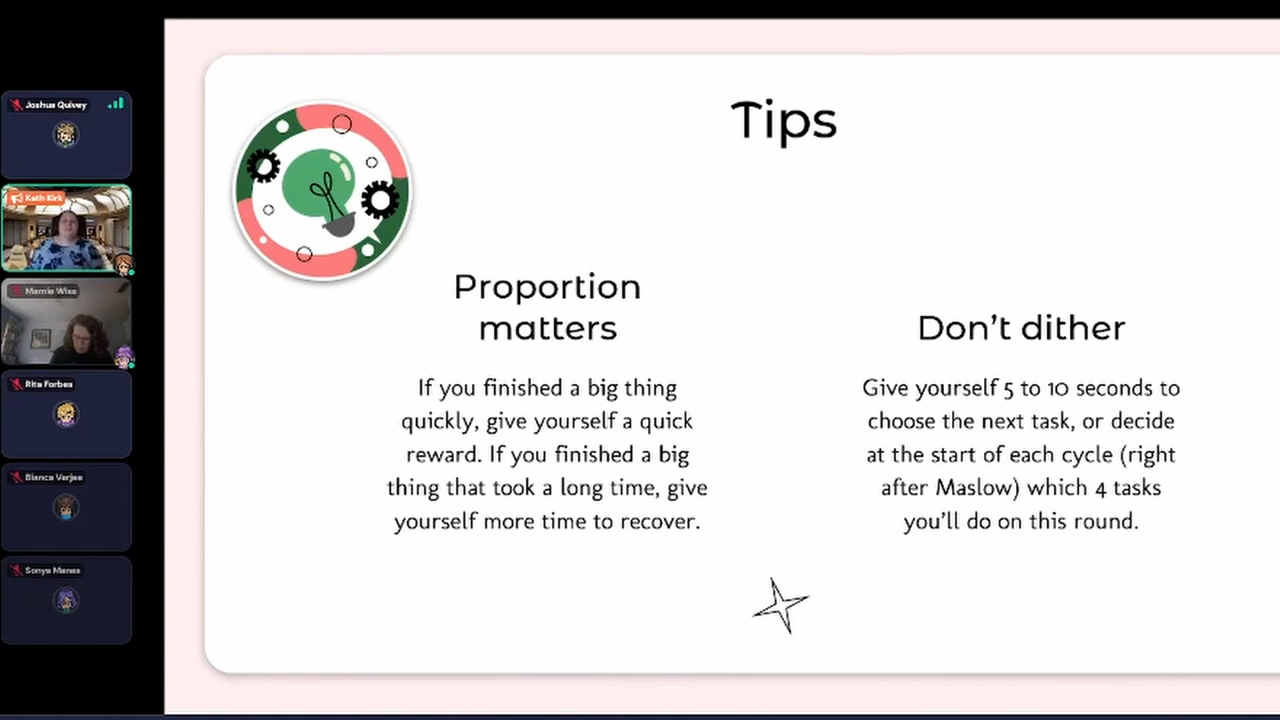 Joshua Quivey
Kath Kirk
Marnie Wise
Rita Forbes
Bianca Verjee
Sonya Manes
Tips
Proportion
matters
If you finished a big thing
quickly, give yourself a quick
reward. If you finished a big
thing that took a long time, give
yourself more time to recover.
Don’t dither
Give yourself 5 to 10 seconds to
choose the next task, or decide
at the start of each cycle (right
after Maslow) which 4 tasks
you’ll do on this round.